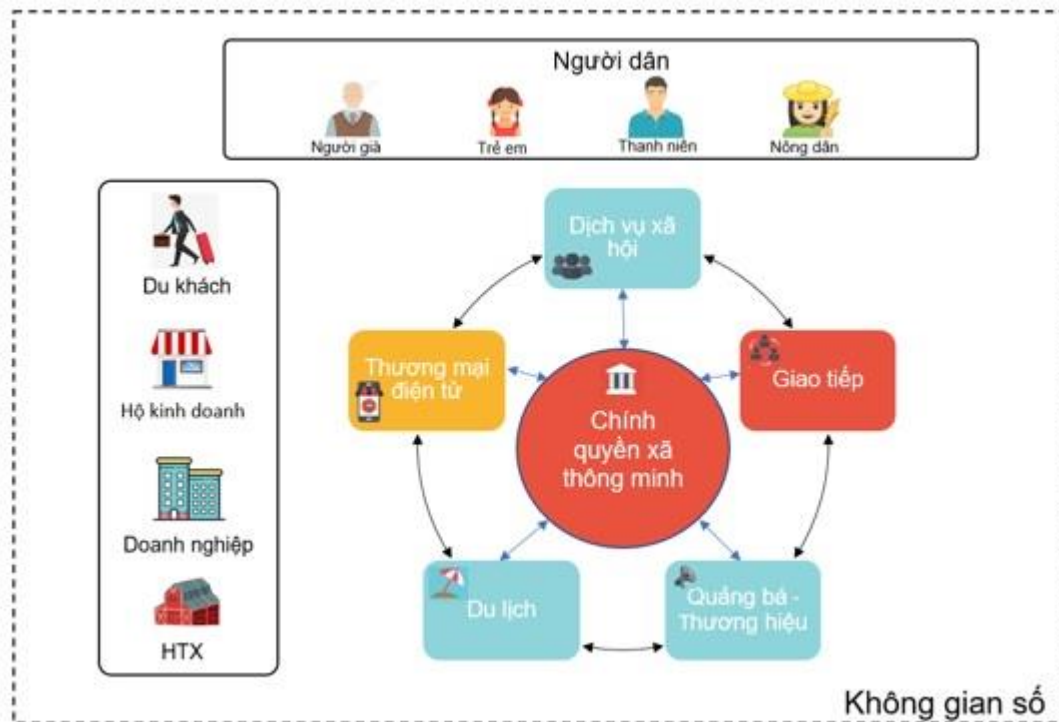 Người dân
Người già
Trẻ em
Thanh niên
Nông dân
Du khách
Hộ kinh doanh
Doanh nghiệp
HTX
Dịch vụ xã
hội
Thương mại
điện tử
Giao tiếp
Chính
quyền xã
thông minh
Du lịch
Quảng bá -
Thương hiệu
Không gian số